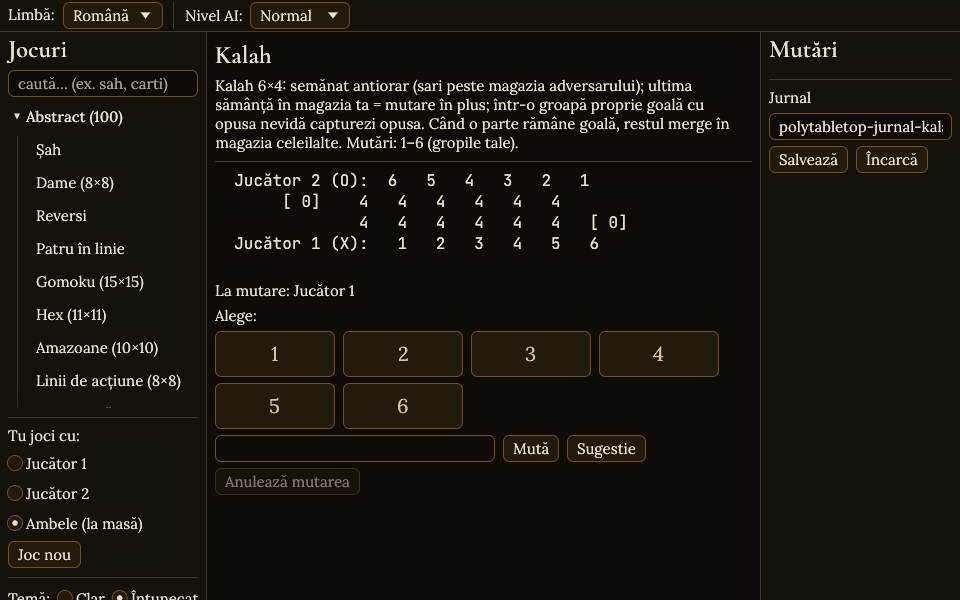 Limbă: Română ▼ Nivel AI: Normal ▼
Jocuri
caută... (ex. sah, carti)
▼ Abstract (100)
Șah
Dame (8×8)
Reversi
Patru în linie
Gomoku (15×15)
Hex (11×11)
Amazoane (10×10)
Linii de acțiune (8×8)
Tu joci cu:
Jucător 1
Jucător 2
Ambele (la masă)
Joc nou
Temă: Clar Întunecat
Kalah
Kalah 6×4: semănat antiorar (sari peste magazia adversarului); ultima
sămânță în magazia ta = mutare în plus; într-o groapă proprie goală cu
opusa nevidă capturezi opusa. Când o parte rămâne goală, restul merge în
magazia celeilalte. Mutări: 1–6 (gropile tale).
Jucător 2 (O): 6 5 4 3 2 1
[ 0] 4 4 4 4 4 4
4 4 4 4 4 4 [ 0]
Jucător 1 (X): 1 2 3 4 5 6
La mutare: Jucător 1
Alege:
1 2 3 4
5 6
Mută Sugestie
Anulează mutarea
Mutări
Jurnal
polytabletop-jurnal-kal
Salvează Încarcă